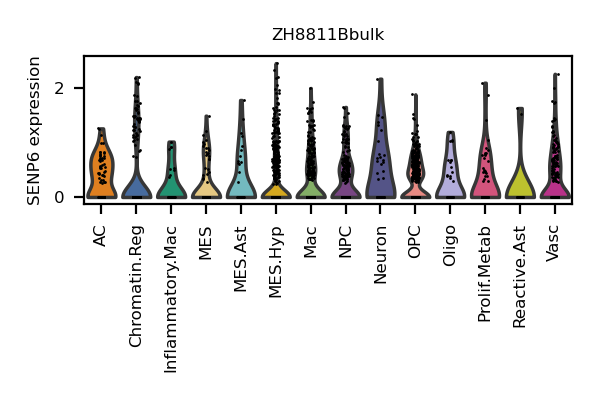 ZH8811Bbulk
SENP6 expression
2
0
AC
Chromatin.Reg
Inflammatory.Mac
MES
MES.Ast
MES.Hyp
Mac
NPC
Neuron
OPC
Oligo
Prolif.Metab
Reactive.Ast
Vasc